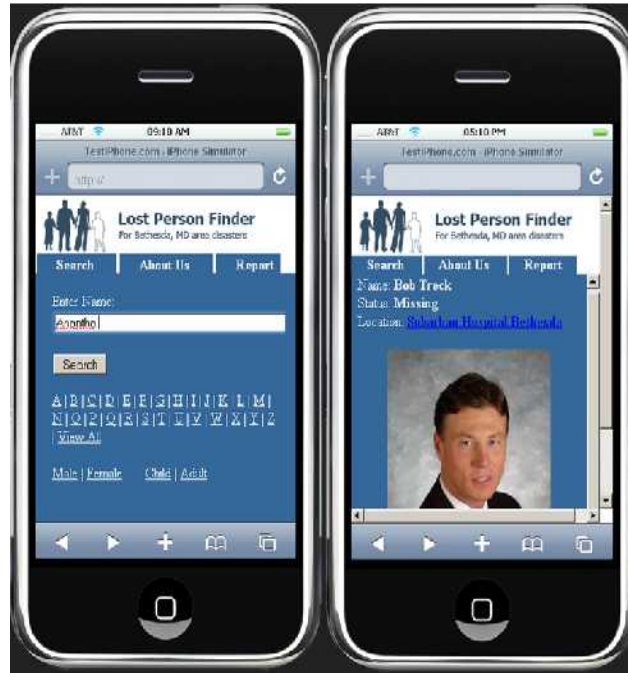 AT&T 09:10 AM
TestiPhone.com - iPhone Simulator
http://
Lost Person Finder
For Bethesda, MD area disasters
Search About Us Report
Enter Name:
Anantha
Search
A | B | C | D | E | F | G | H | I | J | K | L | M |
N | O | P | Q | R | S | T | U | V | W | X | Y | Z
| View All
Male | Female Child | Adult
AT&T 05:10 PM
TestiPhone.com - iPhone Simulator
Lost Person Finder
For Bethesda, MD area disasters
Search About Us Report
Name: Bob Track
Status: Missing
Location: Suburban Hospital Bethesda